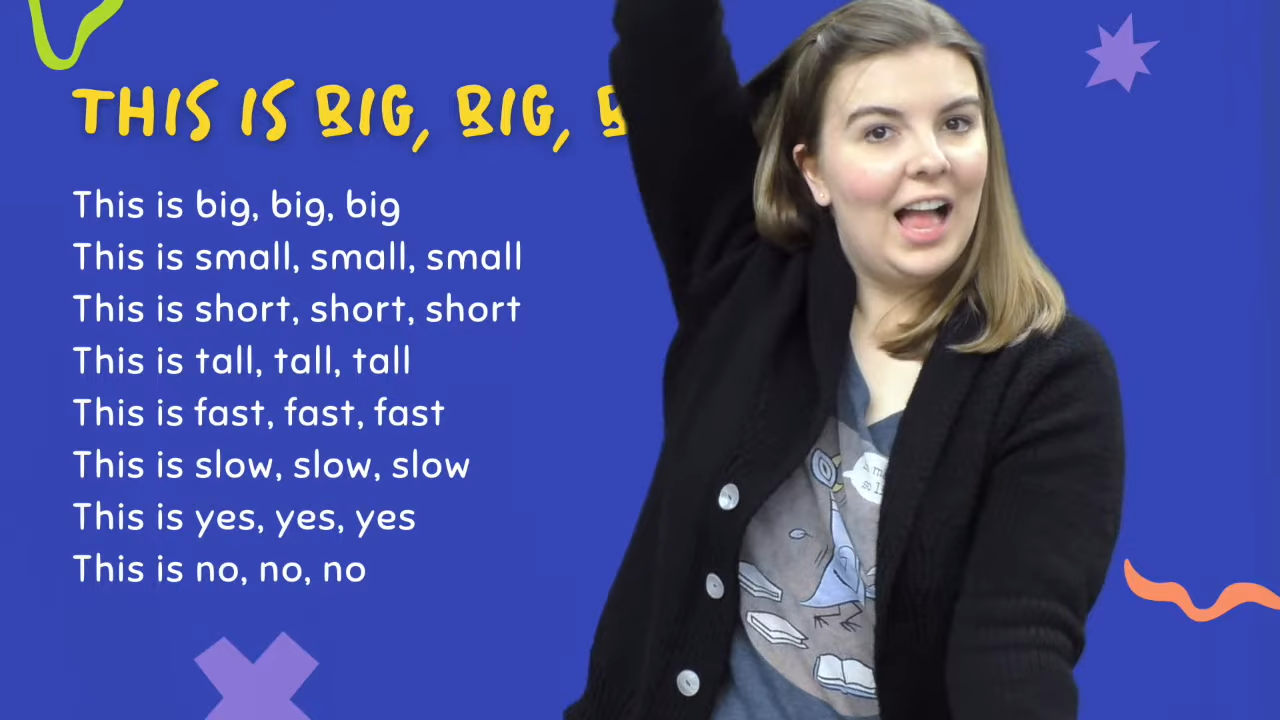 THIS IS BIG, BIG,
This is big, big, big
This is small, small, small
This is short, short, short
This is tall, tall, tall
This is fast, fast, fast
This is slow, slow, slow
This is yes, yes, yes
This is no, no, no